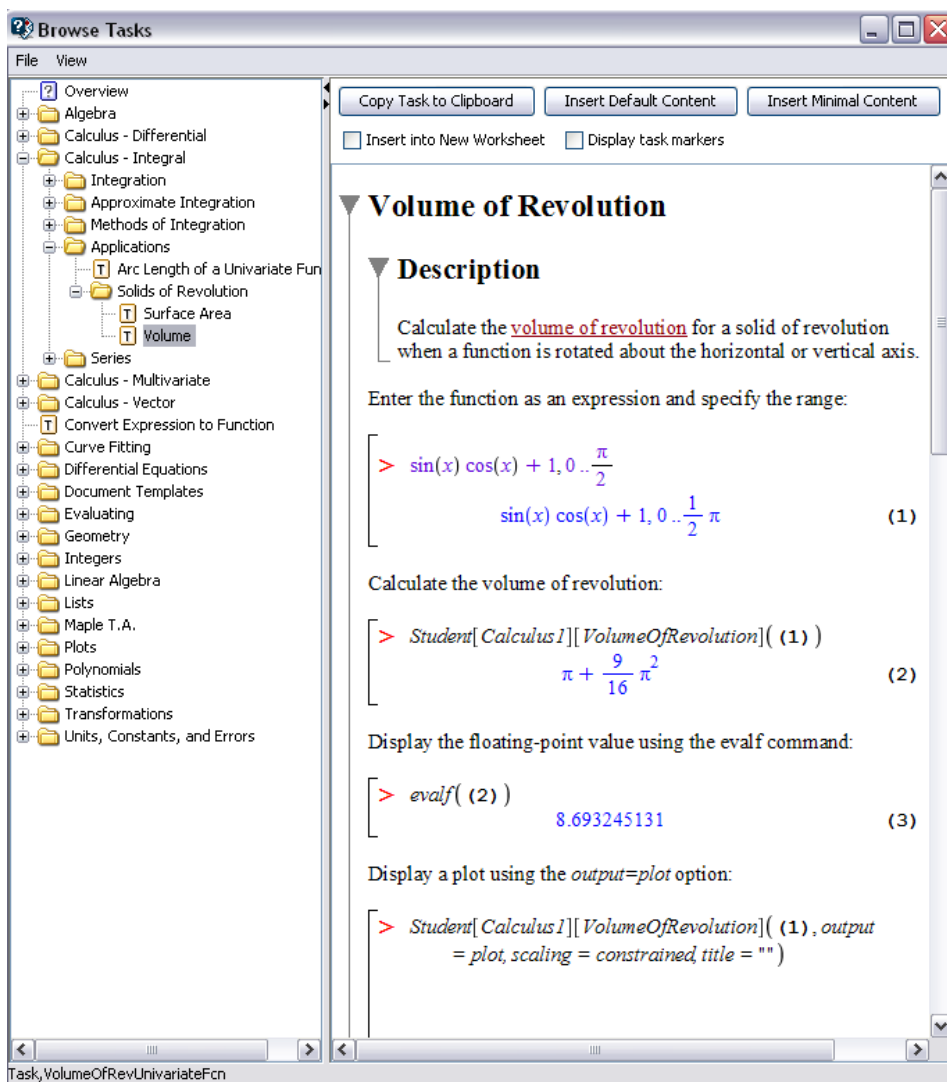 Browse Tasks
File View
Overview
Algebra
Calculus - Differential
Calculus - Integral
Integration
Approximate Integration
Methods of Integration
Applications
Arc Length of a Univariate Fun
Solids of Revolution
Surface Area
Volume
Series
Calculus - Multivariate
Calculus - Vector
Convert Expression to Function
Curve Fitting
Differential Equations
Document Templates
Evaluating
Geometry
Integers
Linear Algebra
Lists
Maple T.A.
Plots
Polynomials
Statistics
Transformations
Units, Constants, and Errors
Copy Task to Clipboard Insert Default Content Insert Minimal Content
Insert into New Worksheet Display task markers
Volume of Revolution
Description
Calculate the volume of revolution for a solid of revolution
when a function is rotated about the horizontal or vertical axis.
Enter the function as an expression and specify the range:
> sin(x) cos(x) + 1, 0 .. π/2
sin(x) cos(x) + 1, 0 .. 1/2 π (1)
Calculate the volume of revolution:
> Student[Calculus1][VolumeOfRevolution]( (1) )
π + 9/16 π² (2)
Display the floating-point value using the evalf command:
> evalf( (2) )
8.693245131 (3)
Display a plot using the output=plot option:
> Student[Calculus1][VolumeOfRevolution]( (1), output
= plot, scaling = constrained, title = "")
Task,VolumeOfRevUnivariateFcn